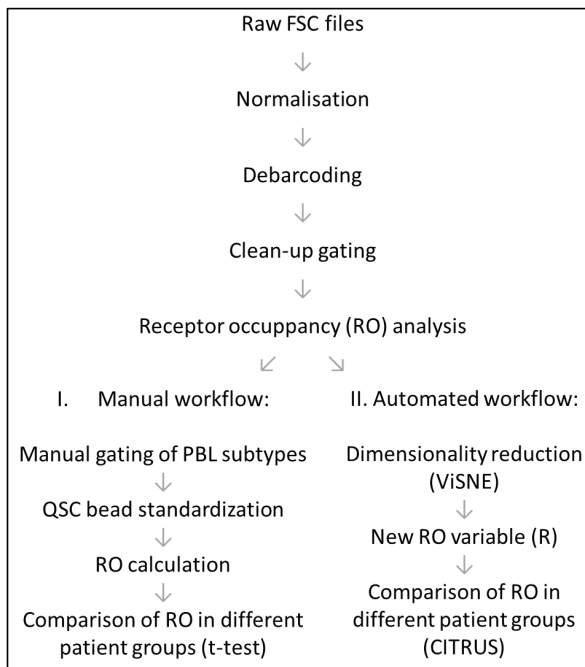 Raw FSC files
↓
Normalisation
↓
Debarcoding
↓
Clean-up gating
↓
Receptor occuppancy (RO) analysis
↙ ↘
I. Manual workflow:
Manual gating of PBL subtypes
↓
QSC bead standardization
↓
RO calculation
↓
Comparison of RO in different
patient groups (t-test)
II. Automated workflow:
Dimensionality reduction
(ViSNE)
↓
New RO variable (R)
↓
Comparison of RO in
different patient groups
(CITRUS)